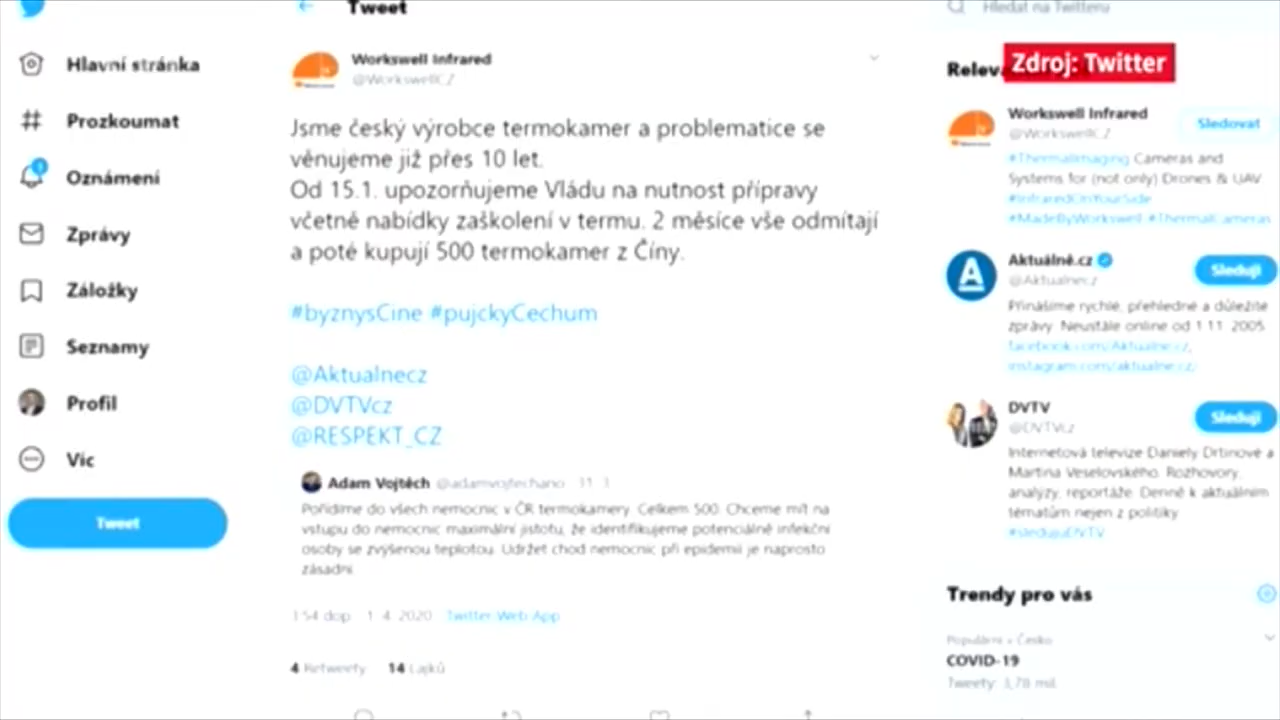 Tweet
Hledat na Twitteru
Hlavní stránka
Prozkoumat
Oznámení
Zprávy
Záložky
Seznamy
Profil
Víc
Tweet
Workswell Infrared
@WorkswellCZ
Jsme český výrobce termokamer a problematice se
věnujeme již přes 10 let.
Od 15.1. upozorňujeme Vládu na nutnost přípravy
včetně nabídky zaškolení v termu. 2 měsíce vše odmítají
a poté kupují 500 termokamer z Číny.
#byznysCine #pujckyCechum
@Aktualnecz
@DVTVcz
@RESPEKT_CZ
Adam Vojtěch @adamvojtechano 31. 3.
Pořídíme do všech nemocnic v ČR termokamery. Celkem 500. Chceme mít na
vstupu do nemocnic maximální jistotu, že identifikujeme potenciálně infekční
osoby se zvýšenou teplotou. Udržet chod nemocnic při epidemii je naprosto
zásadní.
1:54 dop. 1. 4. 2020 Twitter Web App
4 Retweety 14 Lajků
Zdroj: Twitter
Workswell Infrared
@WorkswellCZ
Sledovat
#ThermalImaging Cameras and
Systems for (not only) Drones & UAV
#InfraredOnYourSide
#MadeByWorkswell #ThermalCameras
Aktuálně.cz
@Aktualnecz
Sleduji
Přinášíme rychlé, přehledné a důležité
zprávy. Neustále online od 1.11. 2005.
facebook.com/Aktualne.cz,
instagram.com/aktualne.cz/
DVTV
@DVTVcz
Sleduji
Internetová televize Daniely Drtinové a
Martina Veselovského. Rozhovory,
analýzy, reportáže. Denně k aktuálním
tématům nejen z politiky.
#sledujuDVTV
Trendy pro vás
Populární v Česko
COVID-19
Tweety: 3,78 mil.